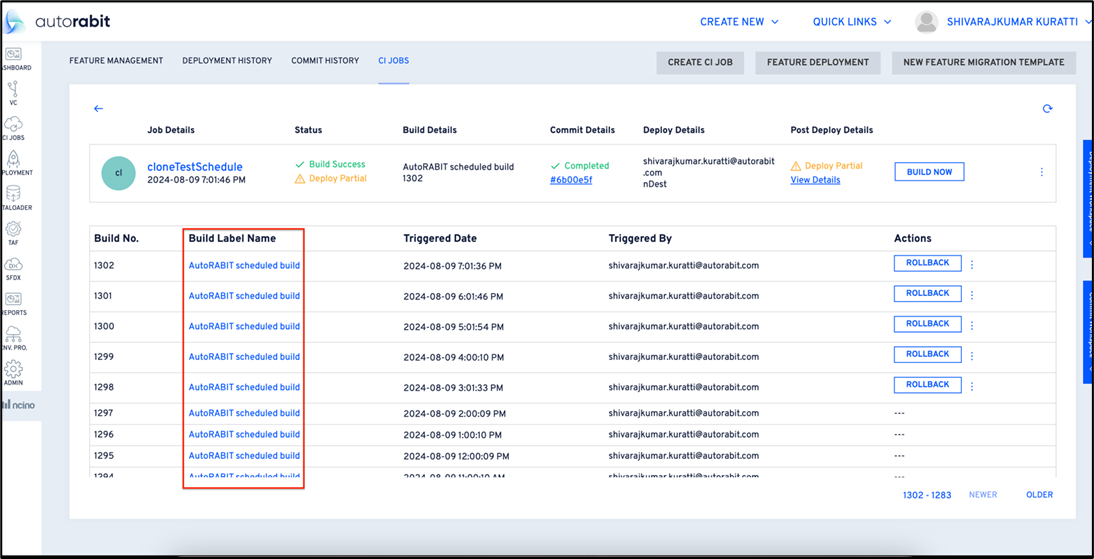 autorabit
CREATE NEW
QUICK LINKS
SHIVARAJKUMAR KURATTI
FEATURE MANAGEMENT
DEPLOYMENT HISTORY
COMMIT HISTORY
CI JOBS
CREATE CI JOB
FEATURE DEPLOYMENT
NEW FEATURE MIGRATION TEMPLATE
ASHBOARD
VC
CI JOBS
PLOYMENT
TALOADER
TAF
SFDX
REPORTS
ENV. PRO.
ADMIN
ncino
Job Details Status Build Details Commit Details Deploy Details Post Deploy Details
cl
cloneTestSchedule
2024-08-09 7:01:46 PM
Build Success
Deploy Partial
AutoRABIT scheduled build
1302
Completed
#6b00e5f
shivarajkumar.kuratti@autorabit
.com
nDest
Deploy Partial
View Details
BUILD NOW
Build No. Build Label Name Triggered Date Triggered By Actions
1302 AutoRABIT scheduled build 2024-08-09 7:01:36 PM shivarajkumar.kuratti@autorabit.com ROLLBACK
1301 AutoRABIT scheduled build 2024-08-09 6:01:46 PM shivarajkumar.kuratti@autorabit.com ROLLBACK
1300 AutoRABIT scheduled build 2024-08-09 5:01:54 PM shivarajkumar.kuratti@autorabit.com ROLLBACK
1299 AutoRABIT scheduled build 2024-08-09 4:00:10 PM shivarajkumar.kuratti@autorabit.com ROLLBACK
1298 AutoRABIT scheduled build 2024-08-09 3:01:33 PM shivarajkumar.kuratti@autorabit.com ROLLBACK
1297 AutoRABIT scheduled build 2024-08-09 2:00:09 PM shivarajkumar.kuratti@autorabit.com ---
1296 AutoRABIT scheduled build 2024-08-09 1:00:10 PM shivarajkumar.kuratti@autorabit.com ---
1295 AutoRABIT scheduled build 2024-08-09 12:00:09 PM shivarajkumar.kuratti@autorabit.com ---
1294 AutoRABIT scheduled build 2024-08-09 11:00:10 AM shivarajkumar.kuratti@autorabit.com ---
1302 - 1283 NEWER OLDER